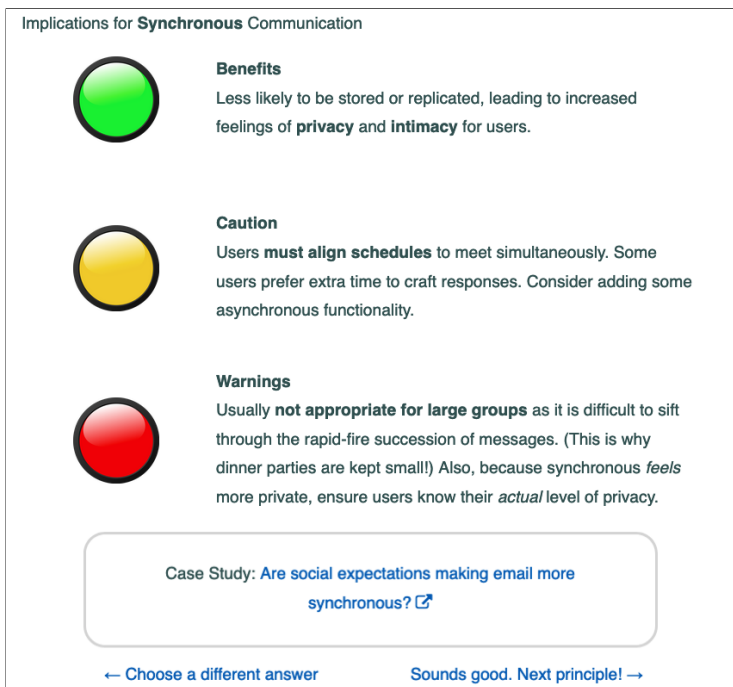 Implications for Synchronous Communication
Benefits
Less likely to be stored or replicated, leading to increased
feelings of privacy and intimacy for users.
Caution
Users must align schedules to meet simultaneously. Some
users prefer extra time to craft responses. Consider adding some
asynchronous functionality.
Warnings
Usually not appropriate for large groups as it is difficult to sift
through the rapid-fire succession of messages. (This is why
dinner parties are kept small!) Also, because synchronous feels
more private, ensure users know their actual level of privacy.
Case Study: Are social expectations making email more
synchronous?
← Choose a different answer Sounds good. Next principle! →